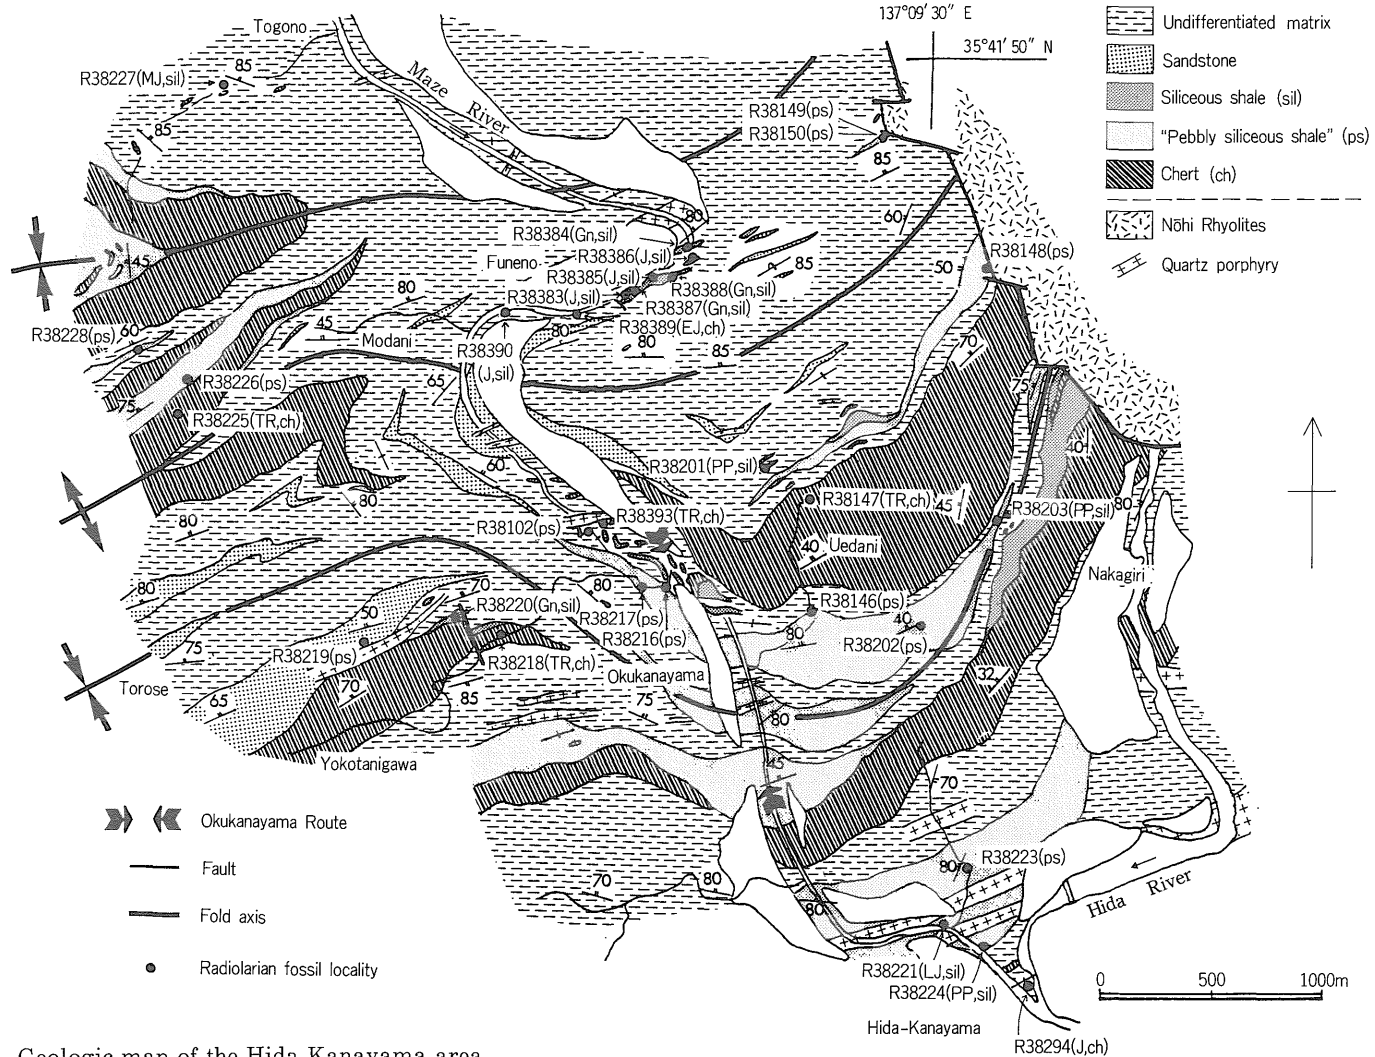 137°09′30″ E
35°41′50″ N
Undifferentiated matrix
Sandstone
Siliceous shale (sil)
"Pebbly siliceous shale" (ps)
Chert (ch)
Nōhi Rhyolites
Quartz porphyry
Togono
R38227(MJ,sil)
85
85
Maze River
R38149(ps)
R38150(ps)
85
60
80
R38384(Gn,sil)
R38386(J,sil)
Funeno
R38385(J,sil)
R38388(Gn,sil)
R38383(J,sil)
R38387(Gn,sil)
R38389(EJ,ch)
85
50
R38148(ps)
45
80
R38228(ps)
60
45
Modani
80
80
85
R38390
(J,sil)
70
65
75
R38226(ps)
75
R38225(TR,ch)
40
60
R38201(PP,sil)
R38147(TR,ch)
45
R38203(PP,sil)
80
80
80
R38102(ps)
R38393(TR,ch)
40
Uedani
Nakagiri
80
50
70
80
R38220(Gn,sil)
R38217(ps)
R38216(ps)
R38146(ps)
80
40
R38202(ps)
R38219(ps)
R38218(TR,ch)
75
Torose
65
70
85
Okukanayama
75
80
32
Yokotanigawa
45
70
Okukanayama Route
Fault
Fold axis
Radiolarian fossil locality
70
80
80
80
R38223(ps)
Hida River
R38221(LJ,sil)
R38224(PP,sil)
Hida-Kanayama
R38294(J,ch)
0 500 1000m
Geologic map of the Hida Kanayama area